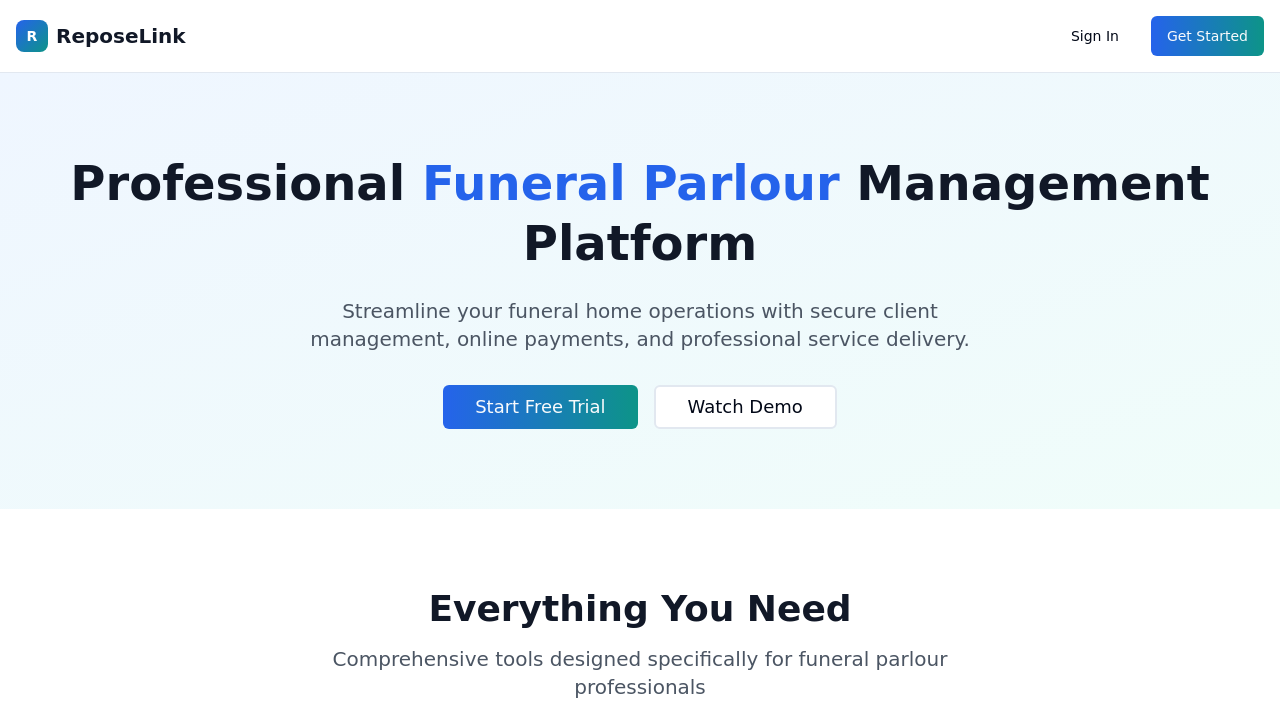 R ReposeLink
Sign In
Get Started
Professional Funeral Parlour Management
Platform
Streamline your funeral home operations with secure client
management, online payments, and professional service delivery.
Start Free Trial
Watch Demo
Everything You Need
Comprehensive tools designed specifically for funeral parlour
professionals